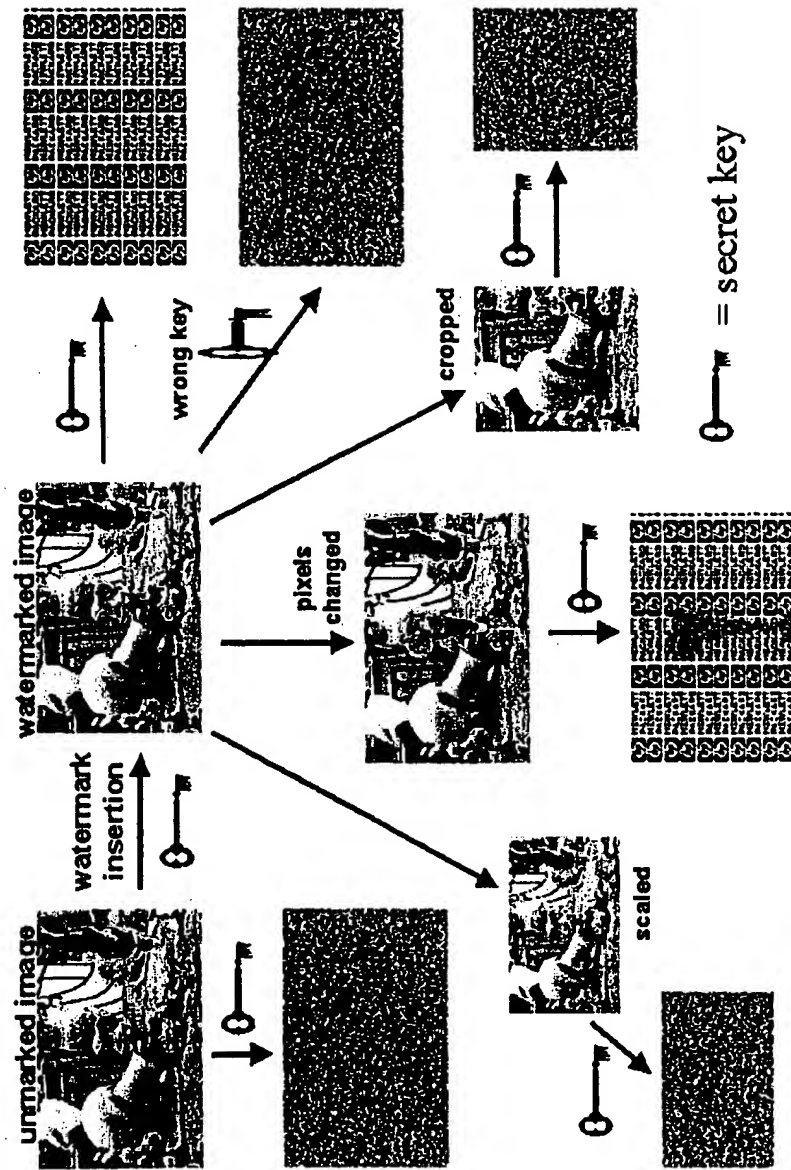 unmarked image
watermark
insertion
watermarked image
wrong key
pixels
changed
cropped
scaled
= secret key